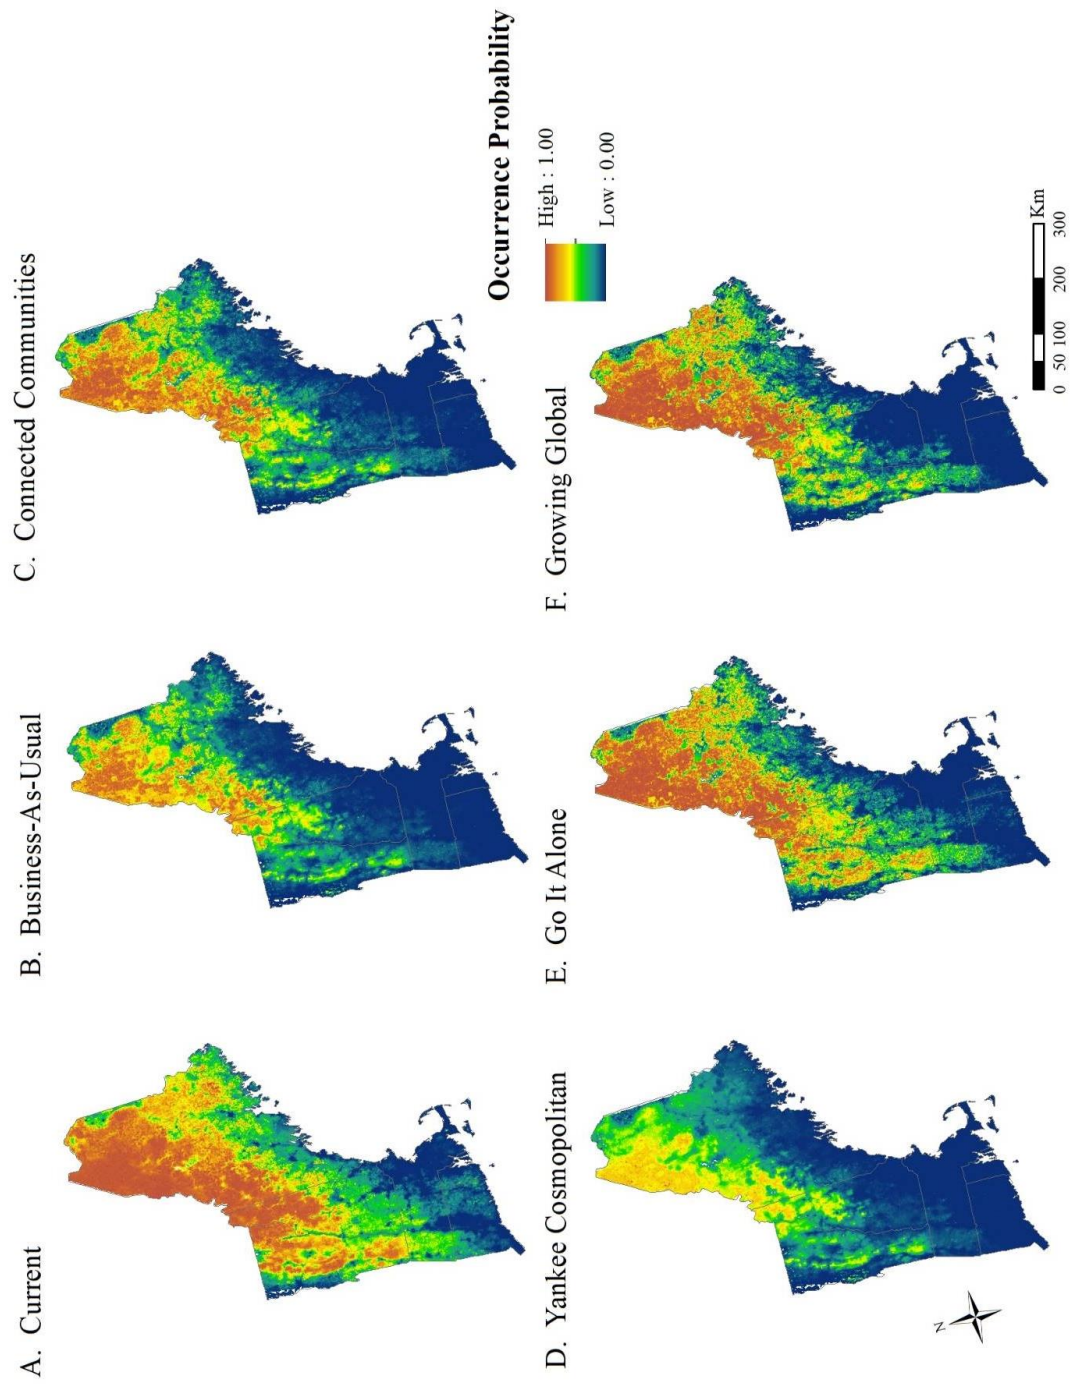 A. Current
B. Business-As-Usual
C. Connected Communities
Occurrence Probability
High : 1.00
Low : 0.00
D. Yankee Cosmopolitan
E. Go It Alone
F. Growing Global
N
0 50 100 200 300
Km